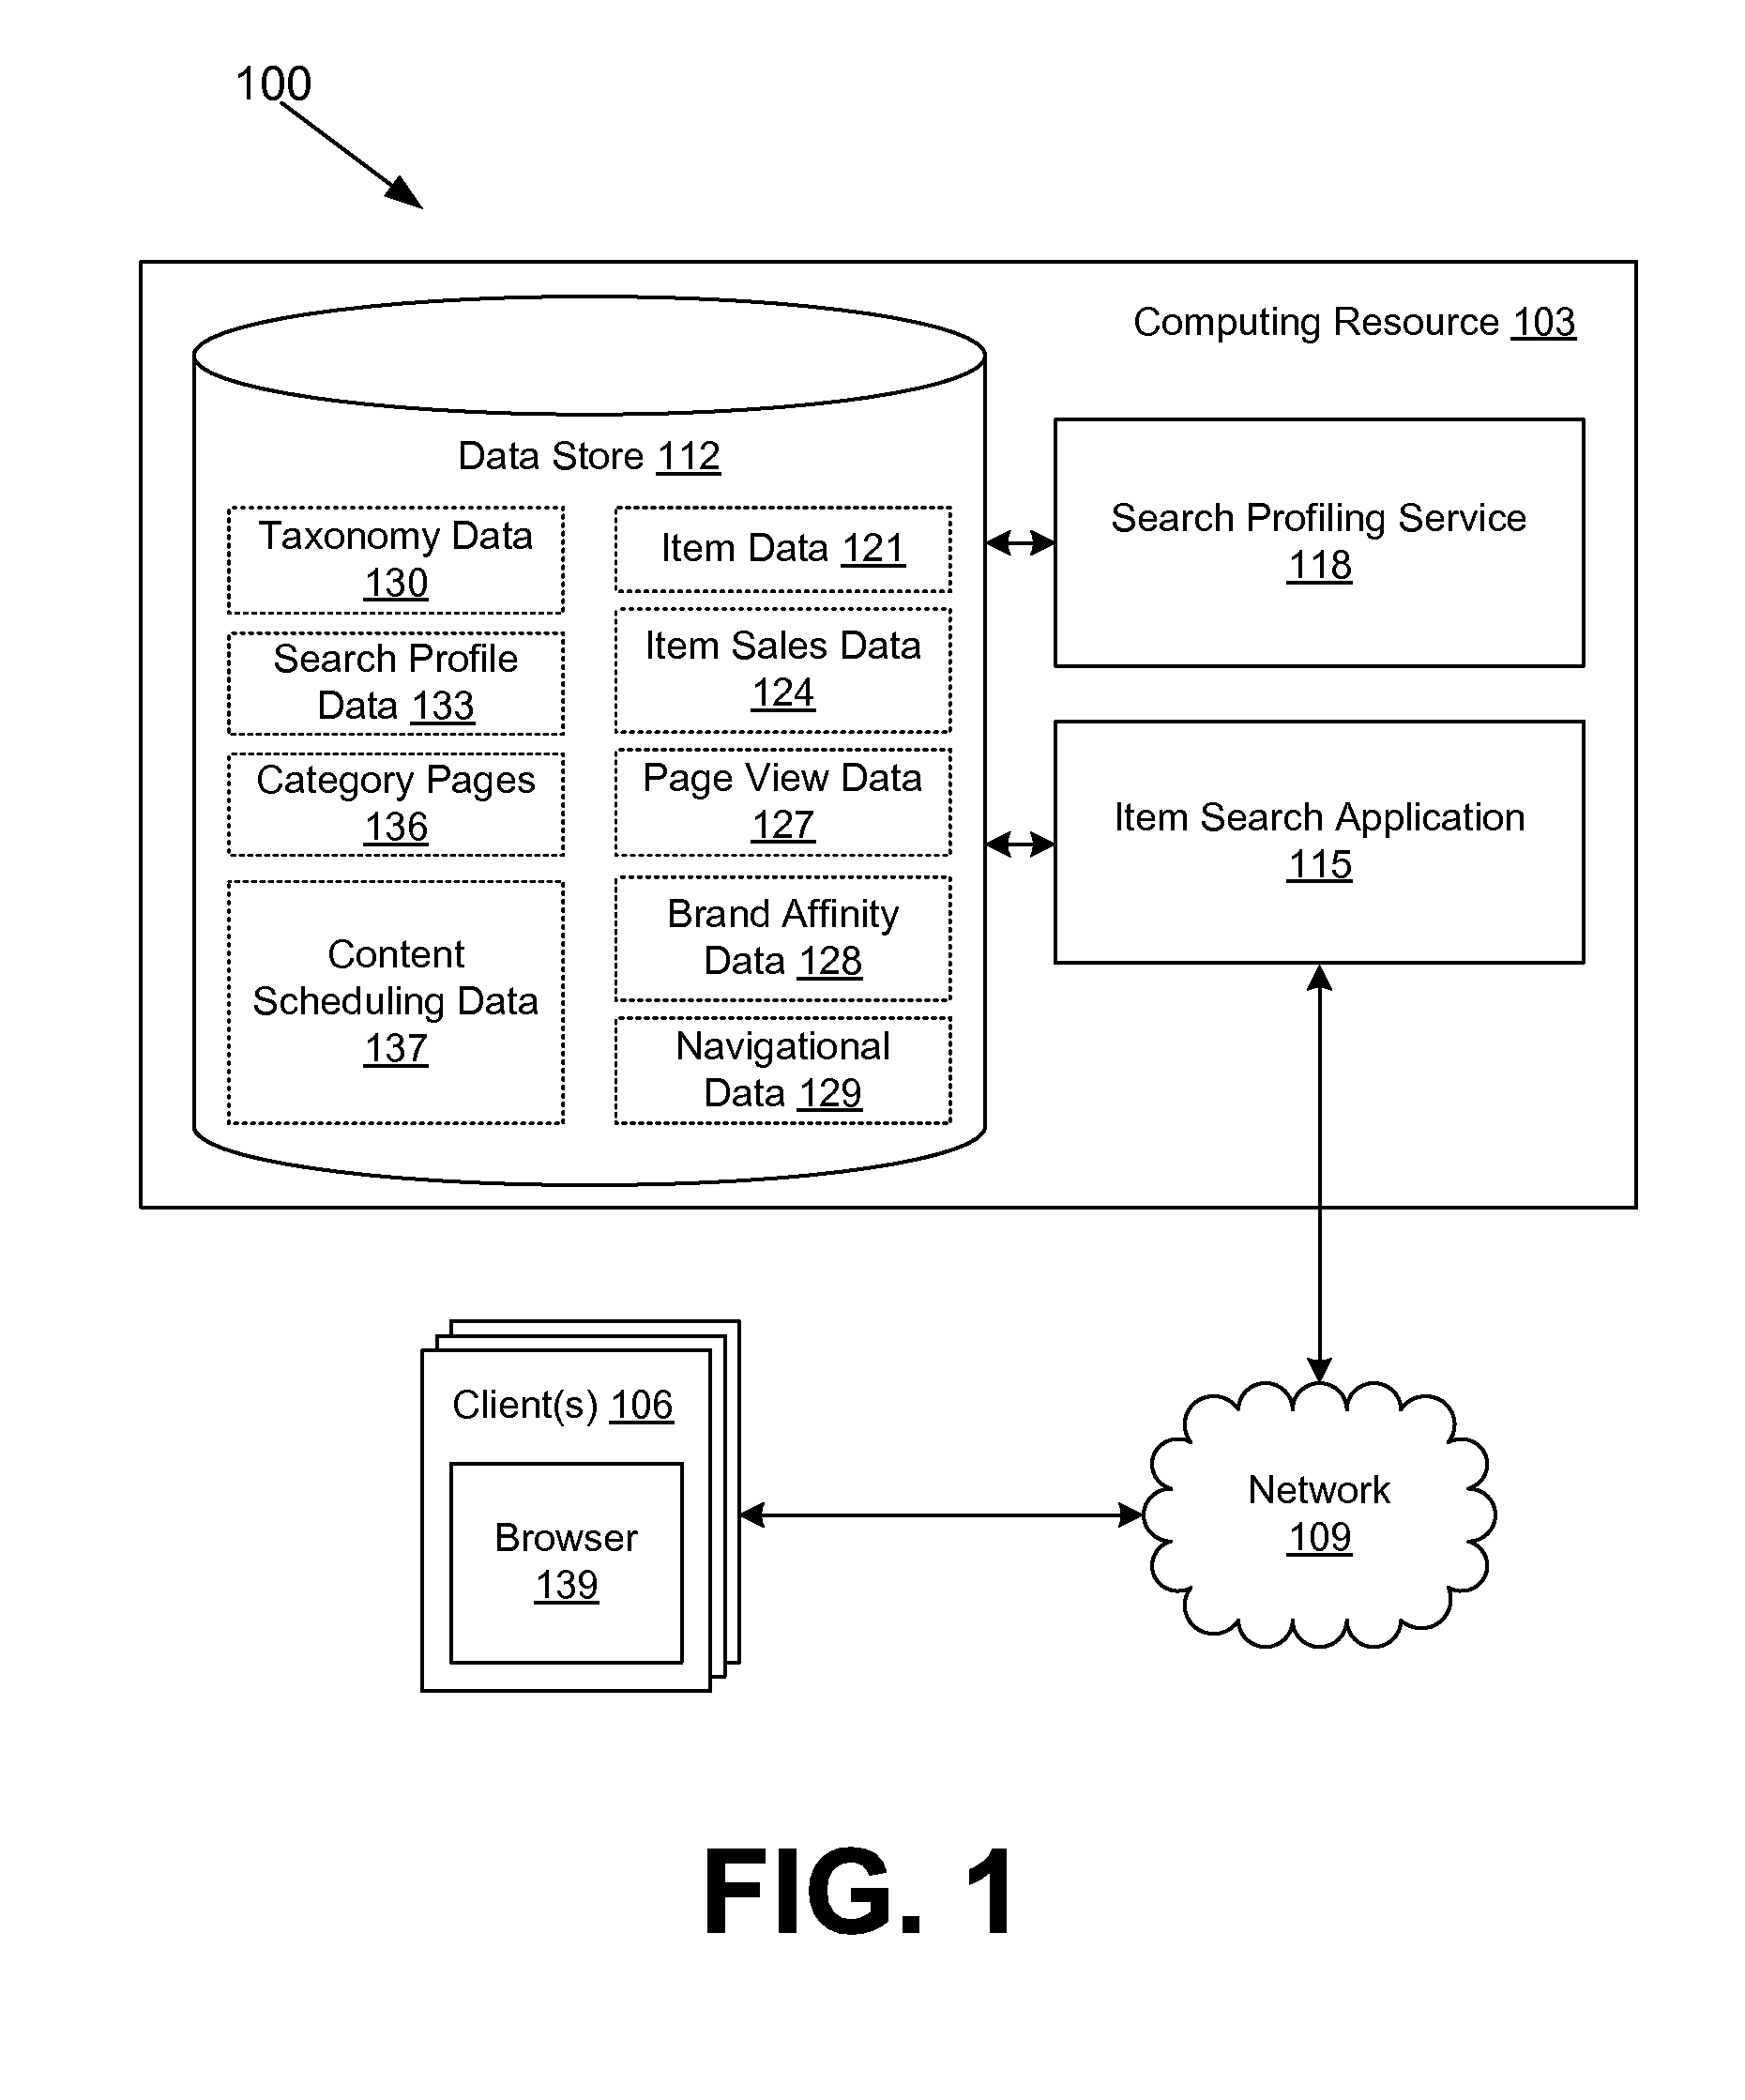 100
Computing Resource 103
Data Store 112
Taxonomy Data
130
Search Profile
Data 133
Category Pages
136
Content
Scheduling Data
137
Item Data 121
Item Sales Data
124
Page View Data
127
Brand Affinity
Data 128
Navigational
Data 129
Search Profiling Service
118
Item Search Application
115
Client(s) 106
Browser
139
Network
109
FIG. 1